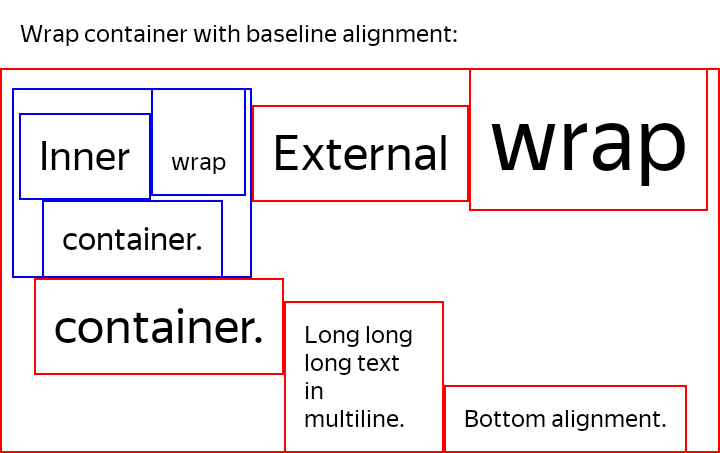 Wrap container with baseline alignment:
Inner wrap External wrap
container.
container.
Long long
long text
in
multiline.
Bottom alignment.